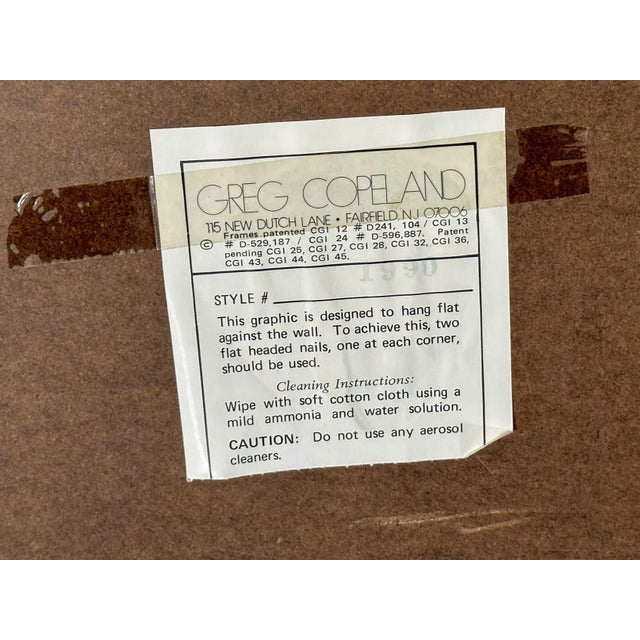 GREG COPELAND
115 NEW DUTCH LANE • FAIRFIELD, N.J. 07006
© Frames patented CGI 12 # D241, 104 / CGI 13
# D-529,187 / CGI 24 # D-596,887. Patent
pending CGI 25, CGI 27, CGI 28, CGI 32, CGI 36,
CGI 43, CGI 44, CGI 45.
1990
STYLE #
This graphic is designed to hang flat
against the wall. To achieve this, two
flat headed nails, one at each corner,
should be used.
Cleaning Instructions:
Wipe with soft cotton cloth using a
mild ammonia and water solution.
CAUTION: Do not use any aerosol
cleaners.